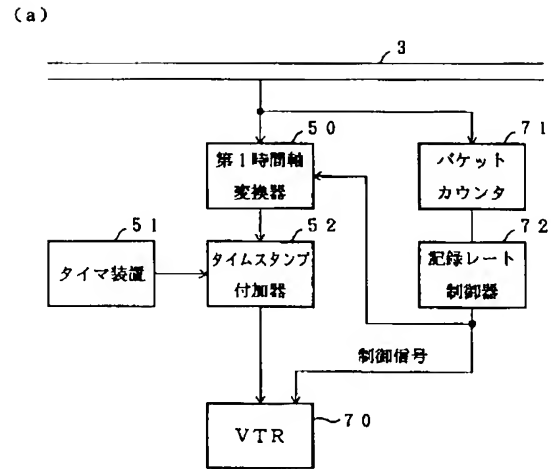 (a)
3
50
第1時間軸
変換器
71
パケット
カウンタ
51
タイマ装置
52
タイムスタンプ
付加器
72
記録レート
制御器
制御信号
VTR
70